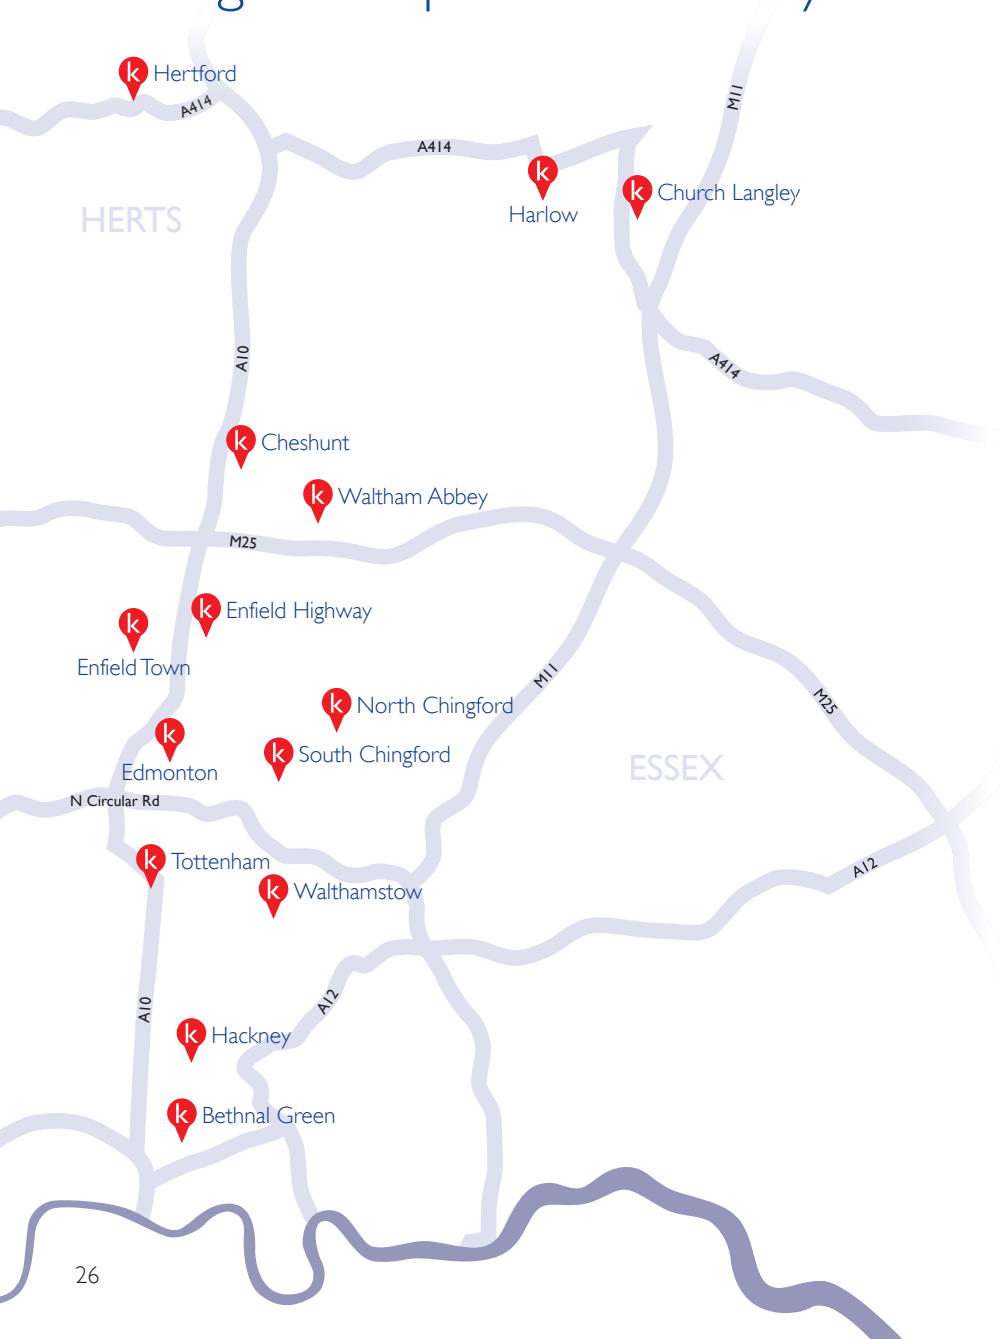 k Hertford
A414
M11
A414
k
Harlow
k Church Langley
HERTS
A10
A414
k Cheshunt
k Waltham Abbey
M25
k Enfield Highway
k
Enfield Town
M11
M25
k North Chingford
k
Edmonton
k South Chingford
ESSEX
N Circular Rd
k Tottenham
A12
k Walthamstow
A10
A12
k Hackney
k Bethnal Green
26